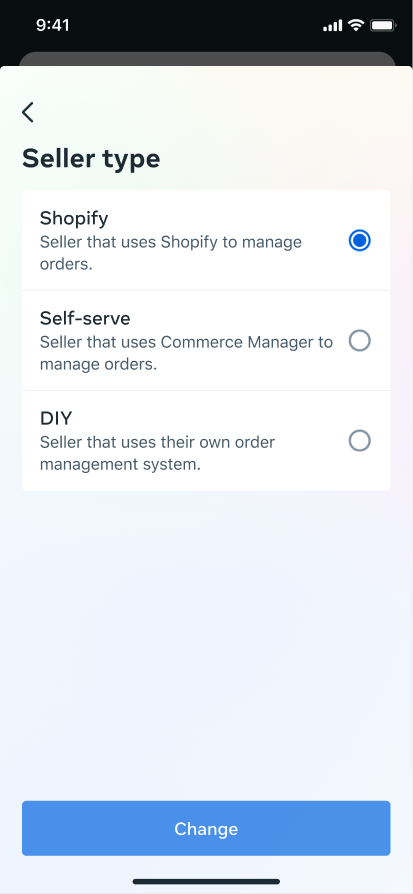 9:41
Seller type
Shopify
Seller that uses Shopify to manage
orders.
Self-serve
Seller that uses Commerce Manager to
manage orders.
DIY
Seller that uses their own order
management system.
Change